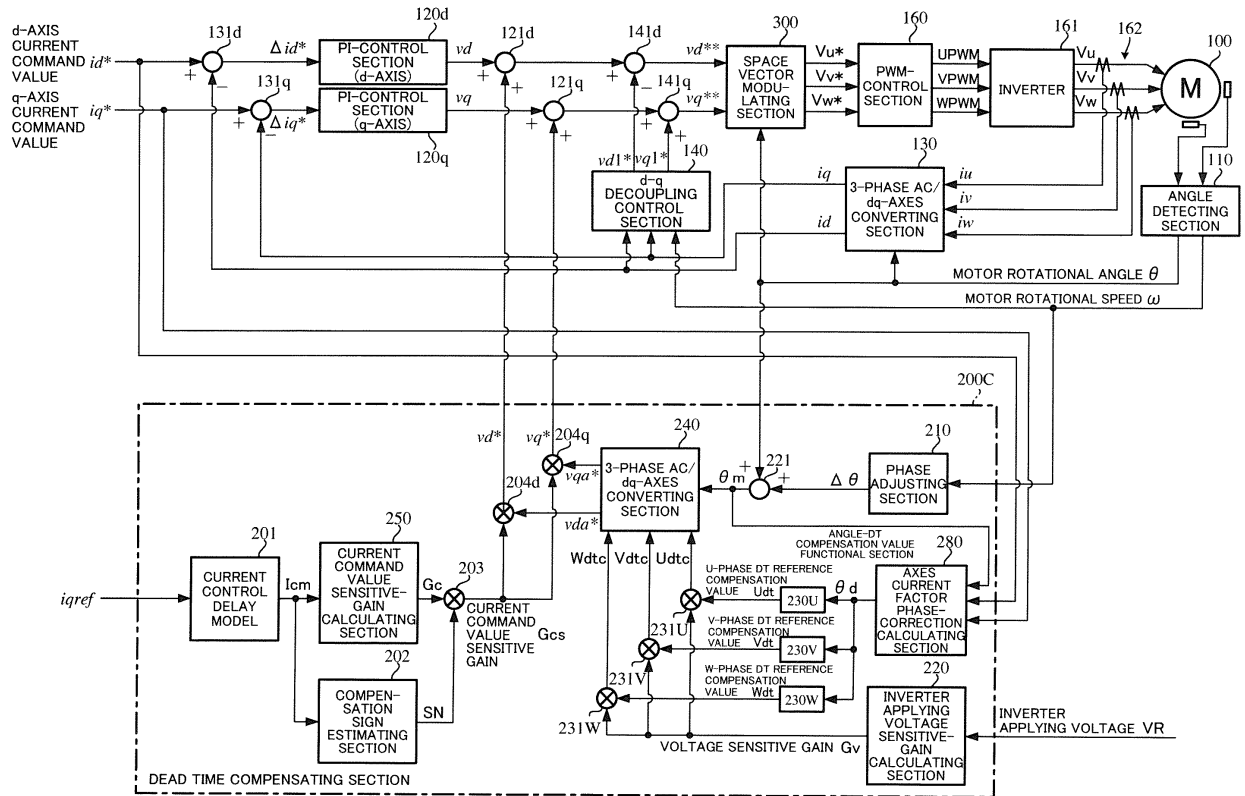 d-AXIS
CURRENT
COMMAND
VALUE
id*
q-AXIS
CURRENT
COMMAND
VALUE
iq*
131d
+
−
Δid*
131q
+
−
Δiq*
120d
PI-CONTROL
SECTION
(d-AXIS)
PI-CONTROL
SECTION
(q-AXIS)
120q
vd
vq
121d
+
+
121q
+
+
141d
+
−
141q
+
+
vd**
vq**
vd1*
vq1*
140
d-q
DECOUPLING
CONTROL
SECTION
300
SPACE
VECTOR
MODU-
LATING
SECTION
Vu*
Vv*
Vw*
160
PWM-
CONTROL
SECTION
UPWM
VPWM
WPWM
161
INVERTER
Vu
Vv
Vw
162
100
M
130
3-PHASE AC/
dq-AXES
CONVERTING
SECTION
iq
id
iu
iv
iw
110
ANGLE
DETECTING
SECTION
MOTOR ROTATIONAL ANGLE θ
MOTOR ROTATIONAL SPEED ω
200C
vd*
vq*
204q
204d
vqa*
vda*
240
3-PHASE AC/
dq-AXES
CONVERTING
SECTION
θm
+
221
+
Δθ
210
PHASE
ADJUSTING
SECTION
Wdtc
Vdtc
Udtc
ANGLE-DT
COMPENSATION VALUE
FUNCTIONAL SECTION
280
AXES
CURRENT
FACTOR
PHASE-
CORRECTION
CALCULATING
SECTION
θd
U-PHASE DT REFERENCE
COMPENSATION
VALUE Udt
230U
231U
V-PHASE DT REFERENCE
COMPENSATION
VALUE Vdt
230V
231V
W-PHASE DT REFERENCE
COMPENSATION
VALUE Wdt
230W
231W
iqref
201
CURRENT
CONTROL
DELAY
MODEL
Icm
250
CURRENT
COMMAND
VALUE
SENSITIVE-
GAIN
CALCULATING
SECTION
Gc
203
CURRENT
COMMAND
VALUE
SENSITIVE
GAIN
Gcs
202
COMPEN-
SATION
SIGN
ESTIMATING
SECTION
SN
220
INVERTER
APPLYING
VOLTAGE
SENSITIVE-
GAIN
CALCULATING
SECTION
VOLTAGE SENSITIVE GAIN Gv
INVERTER
APPLYING VOLTAGE VR
DEAD TIME COMPENSATING SECTION